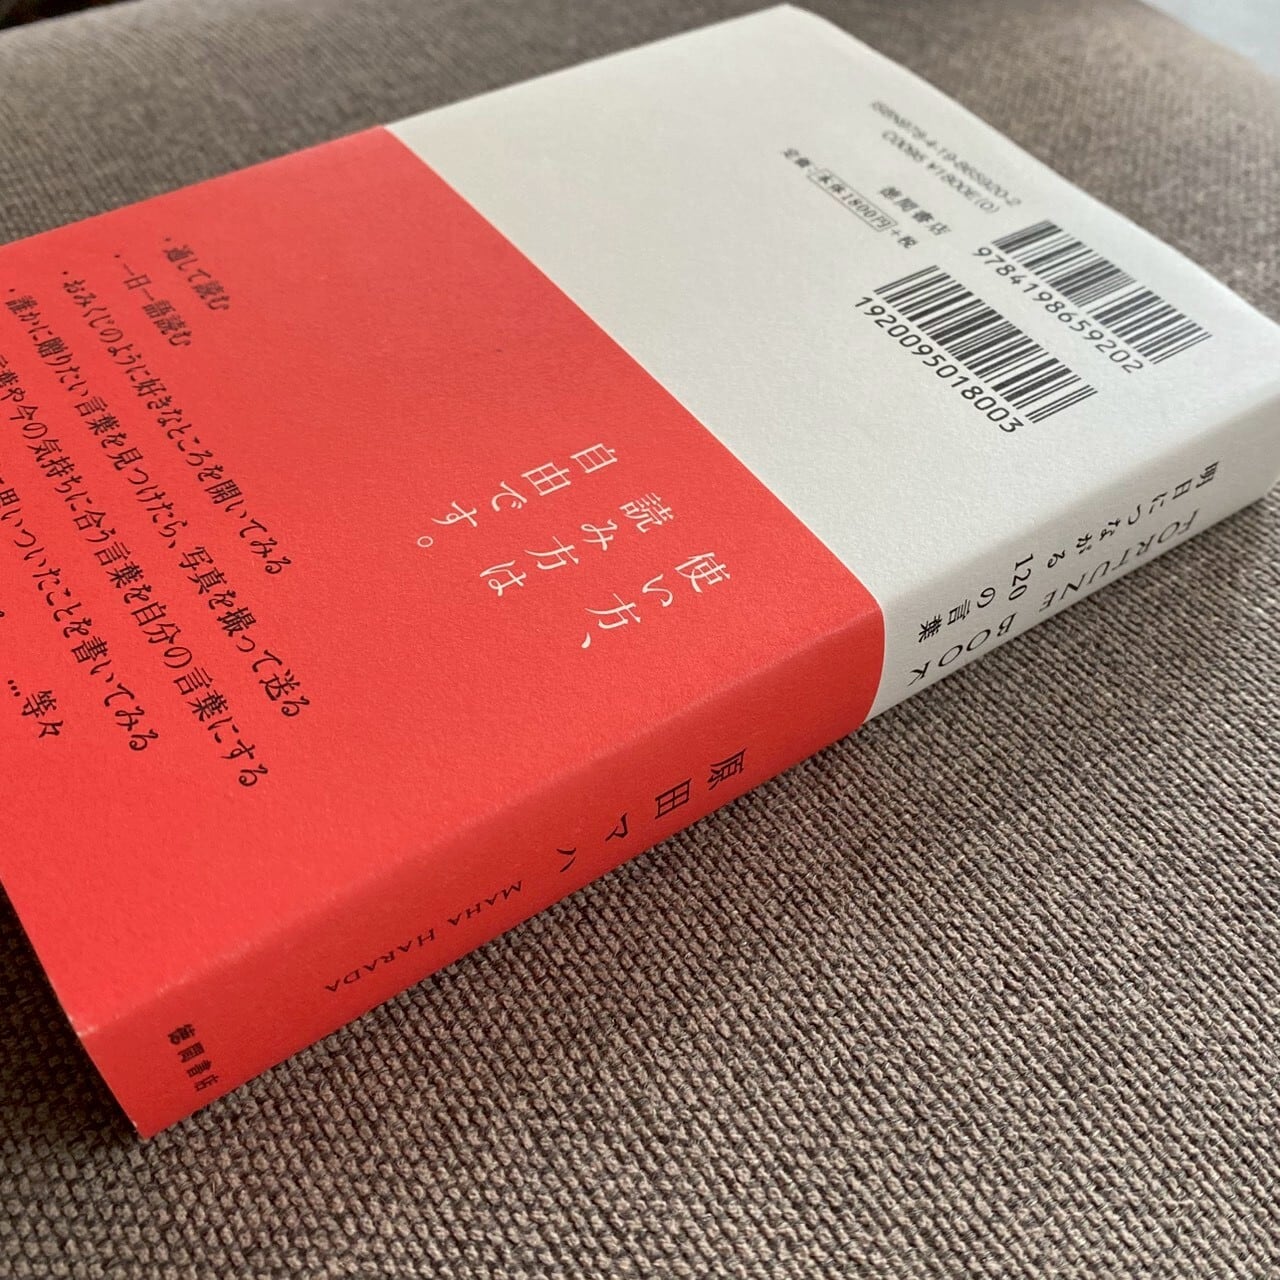 ISBN978-4-19-865920-2
C0095 ¥1800E(0)
徳間書店
定価:本体1800円+税
9784198659202
1920095018003
使い方、
読み方は
自由です。
・通して読む
・一日一語読む
・おみくじのように好きなところを開いてみる
・誰かに贈りたい言葉を見つけたら、写真を撮って送る
言葉や今の気持ちに合う言葉を自分の言葉にする
思いついたことを書いてみる
…等々
FORTUNE BOOK
明日につながる120の言葉
原田マハ
MAHA HARADA
徳間書店